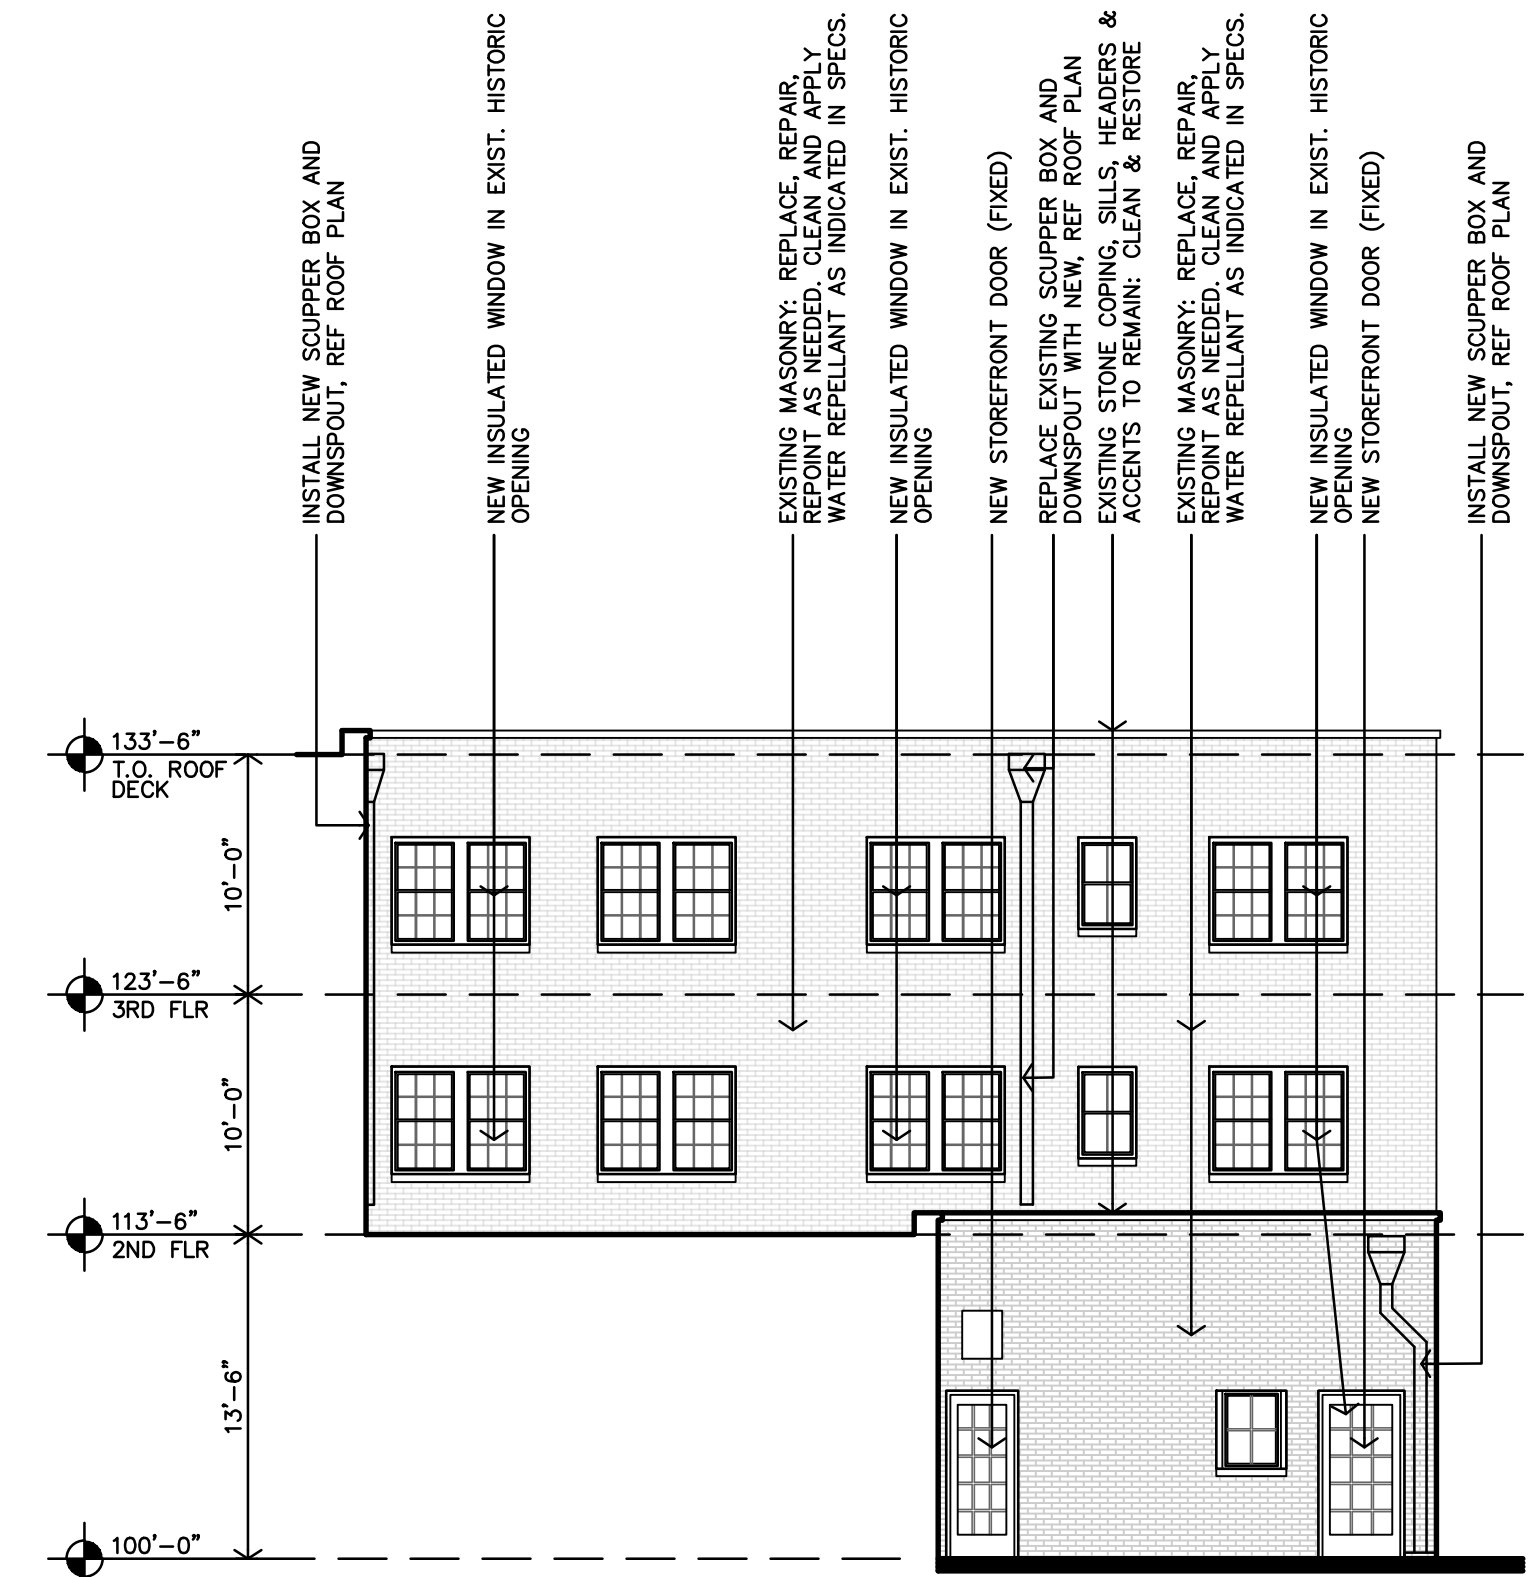 INSTALL NEW SCUPPER BOX AND
DOWNSPOUT, REF ROOF PLAN
NEW INSULATED WINDOW IN EXIST. HISTORIC
OPENING
EXISTING MASONRY: REPLACE, REPAIR,
REPOINT AS NEEDED. CLEAN AND APPLY
WATER REPELLANT AS INDICATED IN SPECS.
NEW INSULATED WINDOW IN EXIST. HISTORIC
OPENING
NEW STOREFRONT DOOR (FIXED)
REPLACE EXISTING SCUPPER BOX AND
DOWNSPOUT WITH NEW, REF ROOF PLAN
EXISTING STONE COPING, SILLS, HEADERS &
ACCENTS TO REMAIN: CLEAN & RESTORE
EXISTING MASONRY: REPLACE, REPAIR,
REPOINT AS NEEDED. CLEAN AND APPLY
WATER REPELLANT AS INDICATED IN SPECS.
NEW INSULATED WINDOW IN EXIST. HISTORIC
OPENING
NEW STOREFRONT DOOR (FIXED)
INSTALL NEW SCUPPER BOX AND
DOWNSPOUT, REF ROOF PLAN
133'-6"
T.O. ROOF
DECK
10'-0"
123'-6"
3RD FLR
10'-0"
113'-6"
2ND FLR
13'-6"
100'-0"